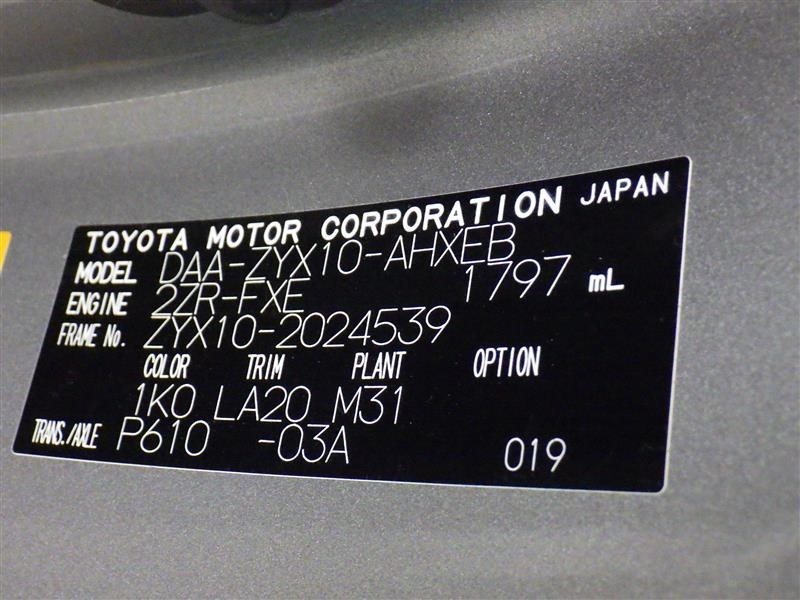 TOYOTA MOTOR CORPORATION JAPAN
MODEL DAA-ZYX10-AHXEB
ENGINE 2ZR-FXE 1797 mL
FRAME No. ZYX10-2024539
COLOR TRIM PLANT OPTION
1K0 LA20 M31
TRANS./AXLE P610 -03A 019